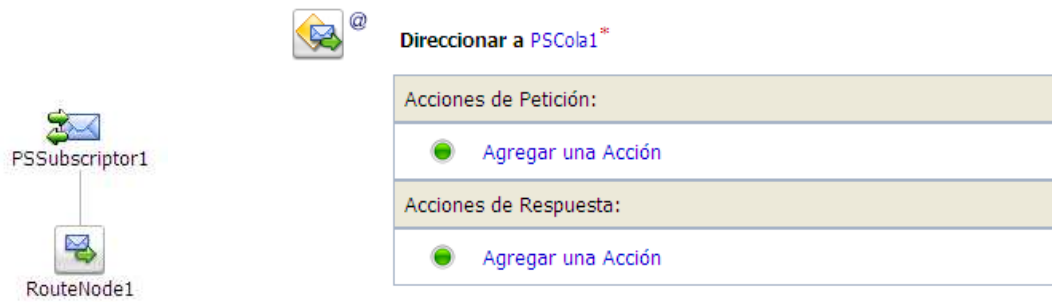 @
Direccionar a PSCola1*
Acciones de Petición:
Agregar una Acción
Acciones de Respuesta:
Agregar una Acción
PSSubscriptor1
RouteNode1